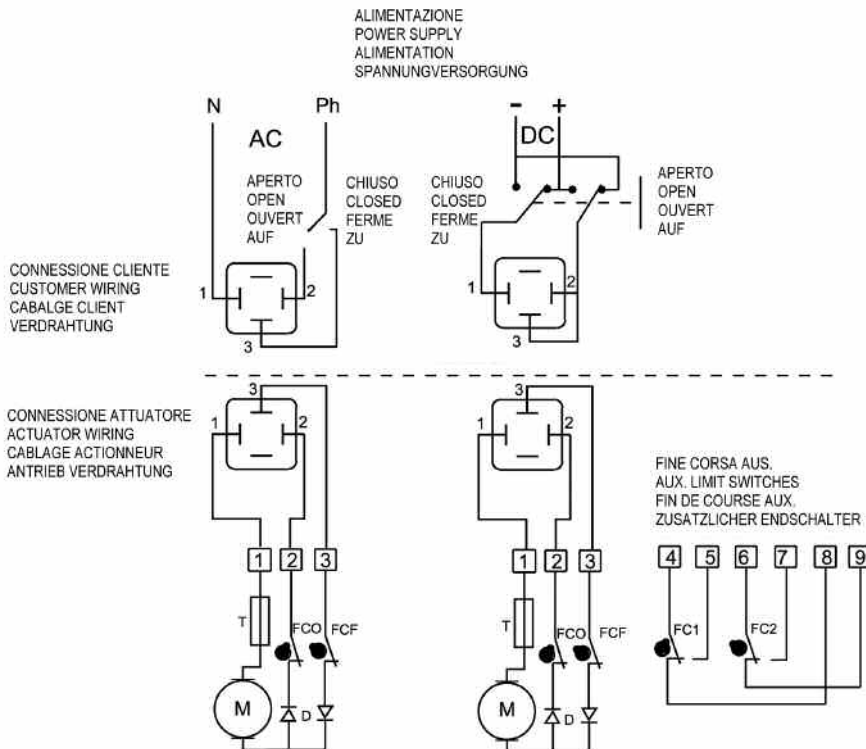 ALIMENTAZIONE
POWER SUPPLY
ALIMENTATION
SPANNUNGVERSORGUNG
N
Ph
AC
APERTO
OPEN
OUVERT
AUF
CHIUSO
CLOSED
FERME
ZU
- +
DC
CHIUSO
CLOSED
FERME
ZU
APERTO
OPEN
OUVERT
AUF
CONNESSIONE CLIENTE
CUSTOMER WIRING
CABALGE CLIENT
VERDRAHTUNG
1
2
3
1
2
3
CONNESSIONE ATTUATORE
ACTUATOR WIRING
CABLAGE ACTIONNEUR
ANTRIEB VERDRAHTUNG
3
1
2
3
1
2
FINE CORSA AUS.
AUX. LIMIT SWITCHES
FIN DE COURSE AUX.
ZUSATZLICHER ENDSCHALTER
1 2 3
1 2 3
4 5 6 7 8 9
T
FCO
FCF
M
D
T
FCO
FCF
M
D
FC1
FC2